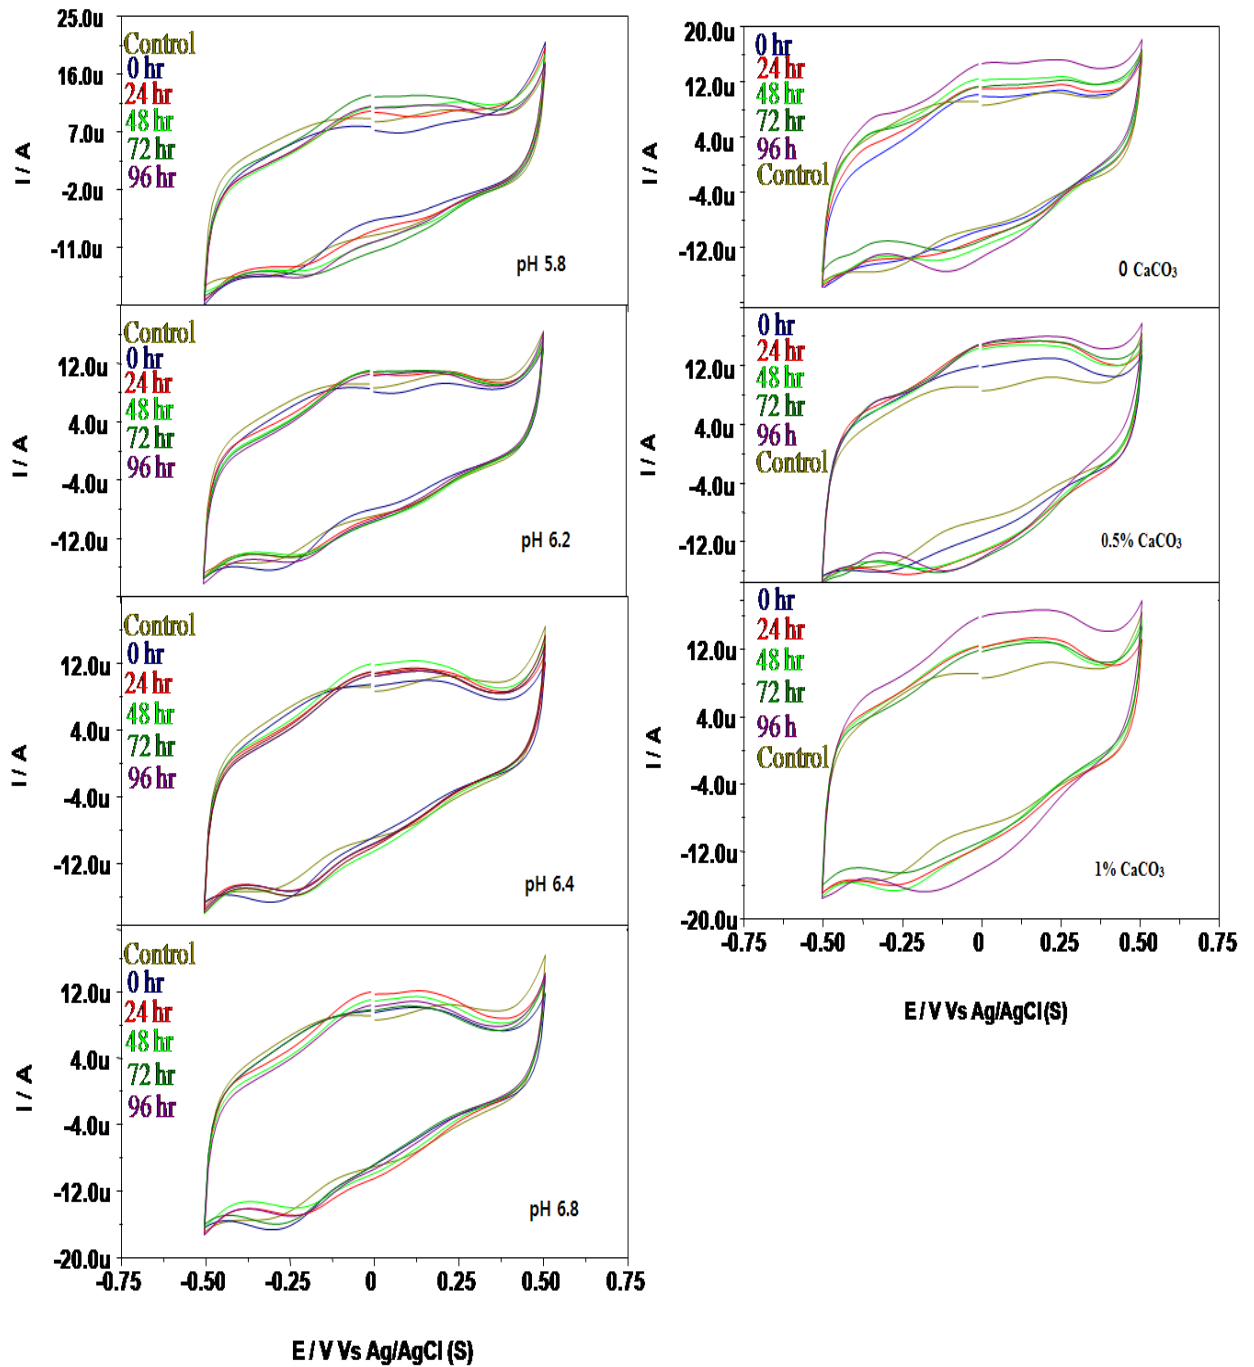 25.0u
16.0u
7.0u
-2.0u
-11.0u
I / A
Control
0 hr
24 hr
48 hr
72 hr
96 hr
pH 5.8
12.0u
4.0u
-4.0u
-12.0u
I / A
Control
0 hr
24 hr
48 hr
72 hr
96 hr
pH 6.2
12.0u
4.0u
-4.0u
-12.0u
I / A
Control
0 hr
24 hr
48 hr
72 hr
96 hr
pH 6.4
12.0u
4.0u
-4.0u
-12.0u
-20.0u
I / A
Control
0 hr
24 hr
48 hr
72 hr
96 hr
pH 6.8
-0.75 -0.50 -0.25 0 0.25 0.50 0.75
E / V Vs Ag/AgCl (S)
20.0u
12.0u
4.0u
-4.0u
-12.0u
I / A
0 hr
24 hr
48 hr
72 hr
96 h
Control
0 CaCO₃
12.0u
4.0u
-4.0u
-12.0u
I / A
0 hr
24 hr
48 hr
72 hr
96 h
Control
0.5% CaCO₃
12.0u
4.0u
-4.0u
-12.0u
-20.0u
I / A
0 hr
24 hr
48 hr
72 hr
96 h
Control
1% CaCO₃
-0.75 -0.50 -0.25 0 0.25 0.50 0.75
E / V Vs Ag/AgCl (S)